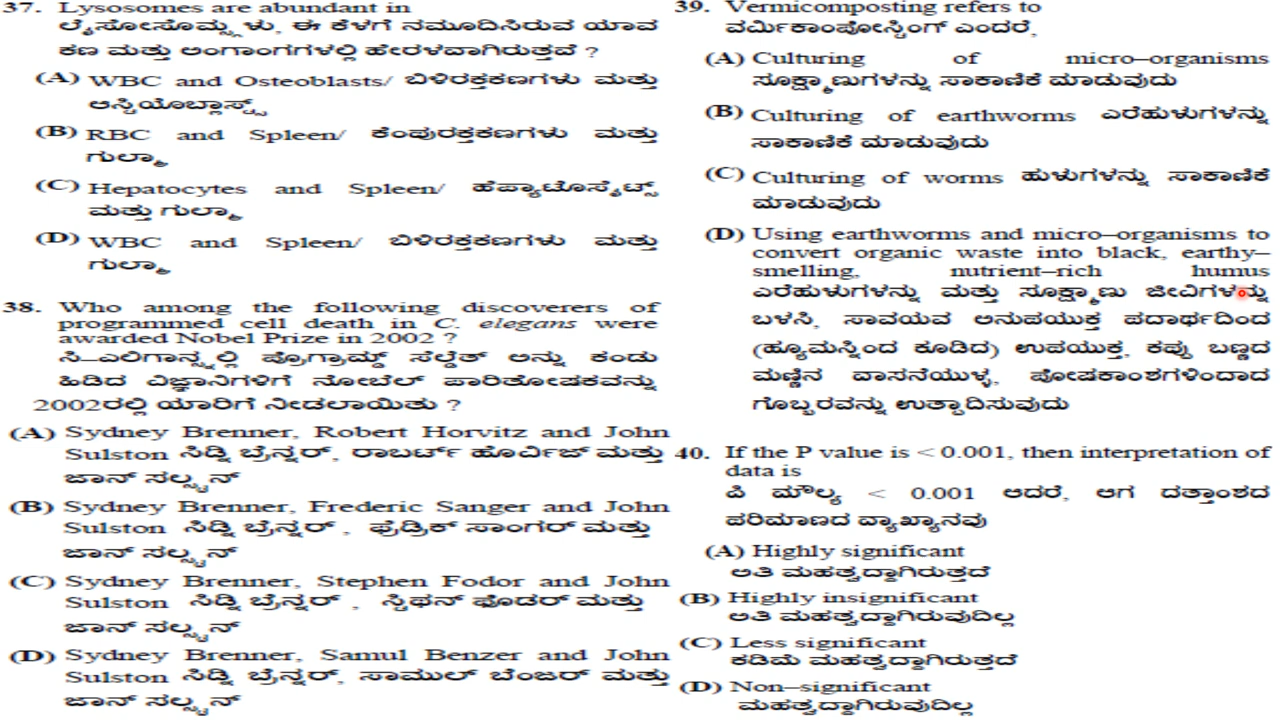 37. Lysosomes are abundant in
ಲೈಸೋಸೊಮ್ಸ್‌ಗಳು, ಈ ಕೆಳಗೆ ನಮೂದಿಸಿರುವ ಯಾವ
ಕಣ ಮತ್ತು ಅಂಗಾಂಗಗಳಲ್ಲಿ ಹೇರಳವಾಗಿರುತ್ತವೆ ?
(A) WBC and Osteoblasts/ ಬಿಳಿರಕ್ತಕಣಗಳು ಮತ್ತು
ಆಸ್ಟಿಯೊಬ್ಲಾಸ್ಟ್ಸ್
(B) RBC and Spleen/ ಕೆಂಪುರಕ್ತಕಣಗಳು ಮತ್ತು
ಗುಲ್ಮಾ
(C) Hepatocytes and Spleen/ ಹೆಪ್ಯಾಟೊಸೈಟ್ಸ್
ಮತ್ತು ಗುಲ್ಮಾ
(D) WBC and Spleen/ ಬಿಳಿರಕ್ತಕಣಗಳು ಮತ್ತು
ಗುಲ್ಮಾ
38. Who among the following discoverers of
programmed cell death in C. elegans were
awarded Nobel Prize in 2002 ?
ಸಿ–ಎಲಿಗಾನ್ಸ್ನಲ್ಲಿ ಪ್ರೊಗ್ರಾಮ್ಡ್ ಸೆಲ್ಡೆತ್ ಅನ್ನು ಕಂಡು
ಹಿಡಿದ ವಿಜ್ಞಾನಿಗಳಿಗೆ ನೋಬೆಲ್ ಪಾರಿತೋಷಕವನ್ನು
2002ರಲ್ಲಿ ಯಾರಿಗೆ ನೀಡಲಾಯಿತು ?
(A) Sydney Brenner, Robert Horvitz and John
Sulston ಸಿಡ್ನಿ ಬ್ರೆನ್ನರ್, ರಾಬರ್ಟ್ ಹೊರ್ವಿಜ್ ಮತ್ತು
ಜಾನ್ ಸಲ್ಸ್ಟನ್
(B) Sydney Brenner, Frederic Sanger and John
Sulston ಸಿಡ್ನಿ ಬ್ರೆನ್ನರ್ , ಫ್ರೆಡ್ರಿಕ್ ಸಾಂಗರ್ ಮತ್ತು
ಜಾನ್ ಸಲ್ಸ್ಟನ್
(C) Sydney Brenner, Stephen Fodor and John
Sulston ಸಿಡ್ನಿ ಬ್ರೆನ್ನರ್ , ಸ್ಟಿಫನ್ ಫೊಡರ್ ಮತ್ತು
ಜಾನ್ ಸಲ್ಸ್ಟನ್
(D) Sydney Brenner, Samul Benzer and John
Sulston ಸಿಡ್ನಿ ಬ್ರೆನ್ನರ್, ಸಾಮುಲ್ ಬೆಂಜರ್ ಮತ್ತು
ಜಾನ್ ಸಲ್ಸ್ಟನ್
39. Vermicomposting refers to
ವರ್ಮಿಕಾಂಪೋಸ್ಟಿಂಗ್ ಎಂದರೆ,
(A) Culturing of micro–organisms
ಸೂಕ್ಷ್ಮಾಣುಗಳನ್ನು ಸಾಕಾಣಿಕೆ ಮಾಡುವುದು
(B) Culturing of earthworms ಎರೆಹುಳುಗಳನ್ನು
ಸಾಕಾಣಿಕೆ ಮಾಡುವುದು
(C) Culturing of worms ಹುಳುಗಳನ್ನು ಸಾಕಾಣಿಕೆ
ಮಾಡುವುದು
(D) Using earthworms and micro–organisms to
convert organic waste into black, earthy–
smelling, nutrient–rich humus
ಎರೆಹುಳುಗಳನ್ನು ಮತ್ತು ಸೂಕ್ಷ್ಮಾಣು ಜೀವಿಗಳನ್ನು
ಬಳಸಿ, ಸಾವಯವ ಅನುಪಯುಕ್ತ ಪದಾರ್ಥದಿಂದ
(ಹ್ಯೂಮಸ್ನಿಂದ ಕೂಡಿದ) ಉಪಯುಕ್ತ, ಕಪ್ಪು ಬಣ್ಣದ
ಮಣ್ಣಿನ ವಾಸನೆಯುಳ್ಳ, ಪೋಷಕಾಂಶಗಳಿಂದಾದ
ಗೊಬ್ಬರವನ್ನು ಉತ್ಪಾದಿಸುವುದು
40. If the P value is < 0.001, then interpretation of
data is
ಪಿ ಮೌಲ್ಯ < 0.001 ಆದರೆ, ಆಗ ದತ್ತಾಂಶದ
ಪರಿಮಾಣದ ವ್ಯಾಖ್ಯಾನವು
(A) Highly significant
ಅತಿ ಮಹತ್ವದ್ದಾಗಿರುತ್ತದೆ
(B) Highly insignificant
ಅತಿ ಮಹತ್ವದ್ದಾಗಿರುವುದಿಲ್ಲ
(C) Less significant
ಕಡಿಮೆ ಮಹತ್ವದ್ದಾಗಿರುತ್ತದೆ
(D) Non–significant
ಮಹತ್ವದ್ದಾಗಿರುವುದಿಲ್ಲ